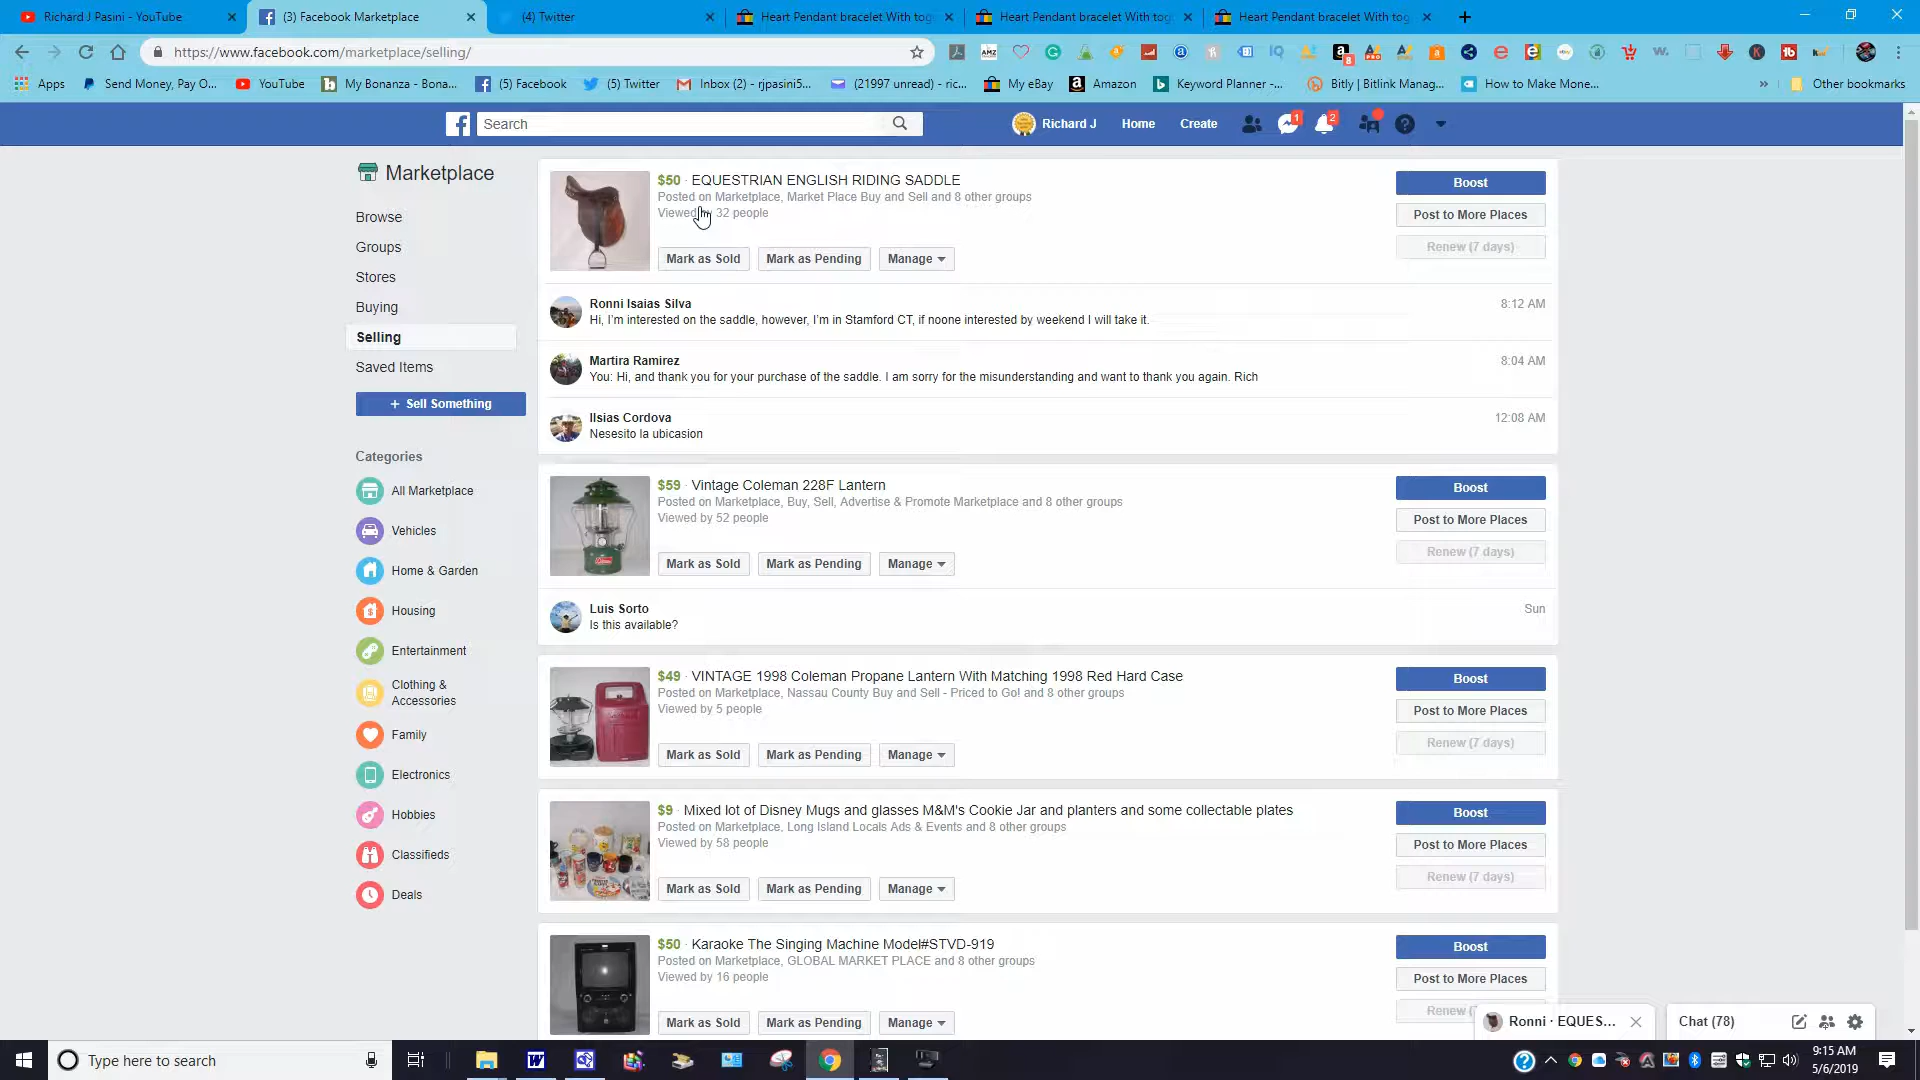 Richard J Pasini - YouTube
(3) Facebook Marketplace
(4) Twitter
Heart Pendant bracelet With tog
Heart Pendant bracelet With tog
Heart Pendant bracelet With tog
https://www.facebook.com/marketplace/selling/
Apps
Send Money, Pay O...
YouTube
My Bonanza - Bona...
(5) Facebook
(5) Twitter
Inbox (2) - rjpasini5...
(21997 unread) - ric...
My eBay
Amazon
Keyword Planner -...
Bitly | Bitlink Manag...
How to Make Mone...
»
Other bookmarks
Search
Richard J
Home
Create
1
2
Marketplace
Browse
Groups
Stores
Buying
Selling
Saved Items
+ Sell Something
Categories
All Marketplace
Vehicles
Home & Garden
Housing
Entertainment
Clothing &
Accessories
Family
Electronics
Hobbies
Classifieds
Deals
$50 · EQUESTRIAN ENGLISH RIDING SADDLE
Posted on Marketplace, Market Place Buy and Sell and 8 other groups
Viewed by 32 people
Mark as Sold
Mark as Pending
Manage
Boost
Post to More Places
Renew (7 days)
Ronni Isaias Silva
8:12 AM
Hi, I'm interested on the saddle, however, I'm in Stamford CT, if noone interested by weekend I will take it.
Martira Ramirez
8:04 AM
You: Hi, and thank you for your purchase of the saddle. I am sorry for the misunderstanding and want to thank you again. Rich
Ilsias Cordova
12:08 AM
Nesesito la ubicasion
$59 · Vintage Coleman 228F Lantern
Posted on Marketplace, Buy, Sell, Advertise & Promote Marketplace and 8 other groups
Viewed by 52 people
Mark as Sold
Mark as Pending
Manage
Boost
Post to More Places
Renew (7 days)
Luis Sorto
Sun
Is this available?
$49 · VINTAGE 1998 Coleman Propane Lantern With Matching 1998 Red Hard Case
Posted on Marketplace, Nassau County Buy and Sell - Priced to Go! and 8 other groups
Viewed by 5 people
Mark as Sold
Mark as Pending
Manage
Boost
Post to More Places
Renew (7 days)
$9 · Mixed lot of Disney Mugs and glasses M&M's Cookie Jar and planters and some collectable plates
Posted on Marketplace, Long Island Locals Ads & Events and 8 other groups
Viewed by 58 people
Mark as Sold
Mark as Pending
Manage
Boost
Post to More Places
Renew (7 days)
$50 · Karaoke The Singing Machine Model#STVD-919
Posted on Marketplace, GLOBAL MARKET PLACE and 8 other groups
Viewed by 16 people
Mark as Sold
Mark as Pending
Manage
Boost
Post to More Places
Renew
Ronni · EQUES...
Chat (78)
Type here to search
9:15 AM
5/6/2019